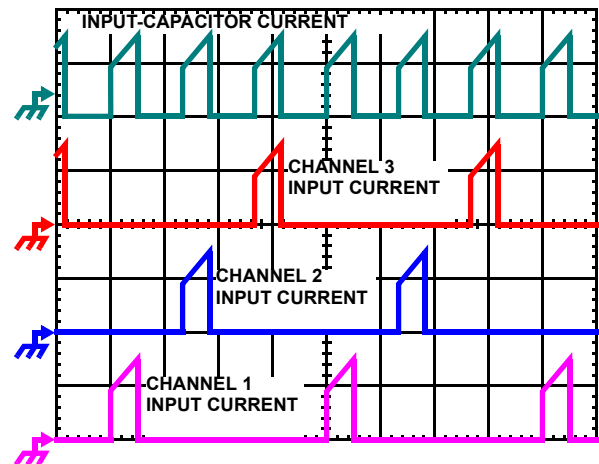 INPUT-CAPACITOR CURRENT
CHANNEL 3
INPUT CURRENT
CHANNEL 2
INPUT CURRENT
CHANNEL 1
INPUT CURRENT